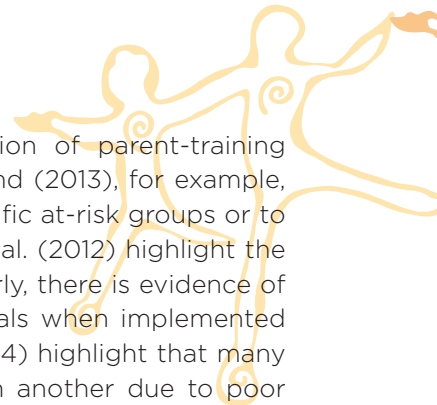 ion of parent-training
nd (2013), for example,
fic at-risk groups or to
al. (2012) highlight the
rly, there is evidence of
als when implemented
4) highlight that many
n another due to poor